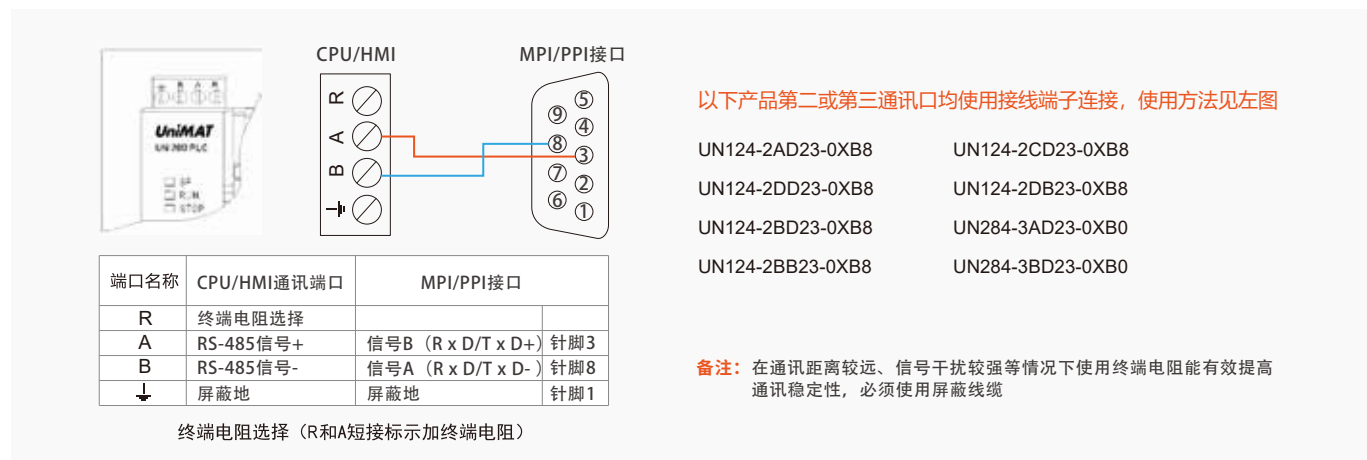 CPU/HMI
MPI/PPI接口
R
A
B
⑤
⑨
④
⑧
③
⑦
②
⑥
①
UniMAT
UN 200 PLC
SF
RUN
STOP
端口名称 CPU/HMI通讯端口 MPI/PPI接口
R 终端电阻选择
A RS-485信号+ 信号B（R x D/T x D+） 针脚3
B RS-485信号- 信号A（R x D/T x D- ） 针脚8
屏蔽地 屏蔽地 针脚1
终端电阻选择（R和A短接标示加终端电阻）
以下产品第二或第三通讯口均使用接线端子连接，使用方法见左图
UN124-2AD23-0XB8 UN124-2CD23-0XB8
UN124-2DD23-0XB8 UN124-2DB23-0XB8
UN124-2BD23-0XB8 UN284-3AD23-0XB0
UN124-2BB23-0XB8 UN284-3BD23-0XB0
备注：在通讯距离较远、信号干扰较强等情况下使用终端电阻能有效提高
通讯稳定性，必须使用屏蔽线缆